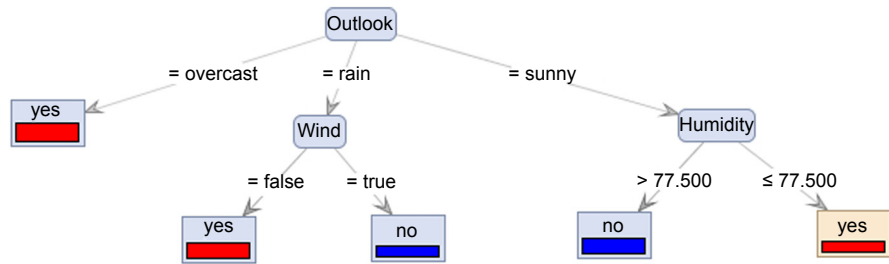 Outlook
= overcast
= rain
= sunny
yes
Wind
Humidity
= false
= true
> 77.500
≤ 77.500
yes
no
no
yes